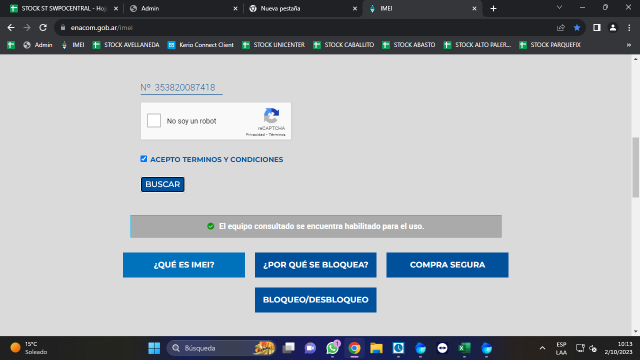 STOCK ST SWPOCENTRAL - Ho
Admin
Nueva pestaña
IMEI
enacom.gob.ar/imei
Admin
IMEI
STOCK AVELLANEDA
Kerio Connect Client
STOCK UNICENTER
STOCK CABALLITO
STOCK ABASTO
STOCK ALTO PALER...
STOCK PARQUEFIX
Nº 353820087418
No soy un robot
reCAPTCHA
Privacidad - Términos
ACEPTO TERMINOS Y CONDICIONES
BUSCAR
El equipo consultado se encuentra habilitado para el uso.
¿QUÉ ES IMEI?
¿POR QUÉ SE BLOQUEA?
COMPRA SEGURA
BLOQUEO/DESBLOQUEO
15°C
Soleado
Búsqueda
ESP
LAA
10:13
2/10/2023